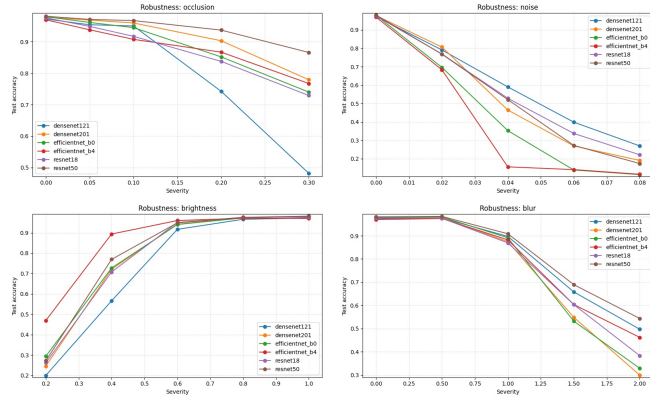 Robustness: occlusion
Test accuracy
1.0
0.9
0.8
0.7
0.6
0.5
densenet121
densenet201
efficientnet_b0
efficientnet_b4
resnet18
resnet50
0.00 0.05 0.10 0.15 0.20 0.25 0.30
Severity
Robustness: noise
Test accuracy
0.9
0.8
0.7
0.6
0.5
0.4
0.3
0.2
0.1
densenet121
densenet201
efficientnet_b0
efficientnet_b4
resnet18
resnet50
0.00 0.01 0.02 0.03 0.04 0.05 0.06 0.07 0.08
Severity
Robustness: brightness
Test accuracy
1.0
0.9
0.8
0.7
0.6
0.5
0.4
0.3
0.2
densenet121
densenet201
efficientnet_b0
efficientnet_b4
resnet18
resnet50
0.2 0.3 0.4 0.5 0.6 0.7 0.8 0.9 1.0
Severity
Robustness: blur
Test accuracy
0.9
0.8
0.7
0.6
0.5
0.4
0.3
densenet121
densenet201
efficientnet_b0
efficientnet_b4
resnet18
resnet50
0.00 0.25 0.50 0.75 1.00 1.25 1.50 1.75 2.00
Severity